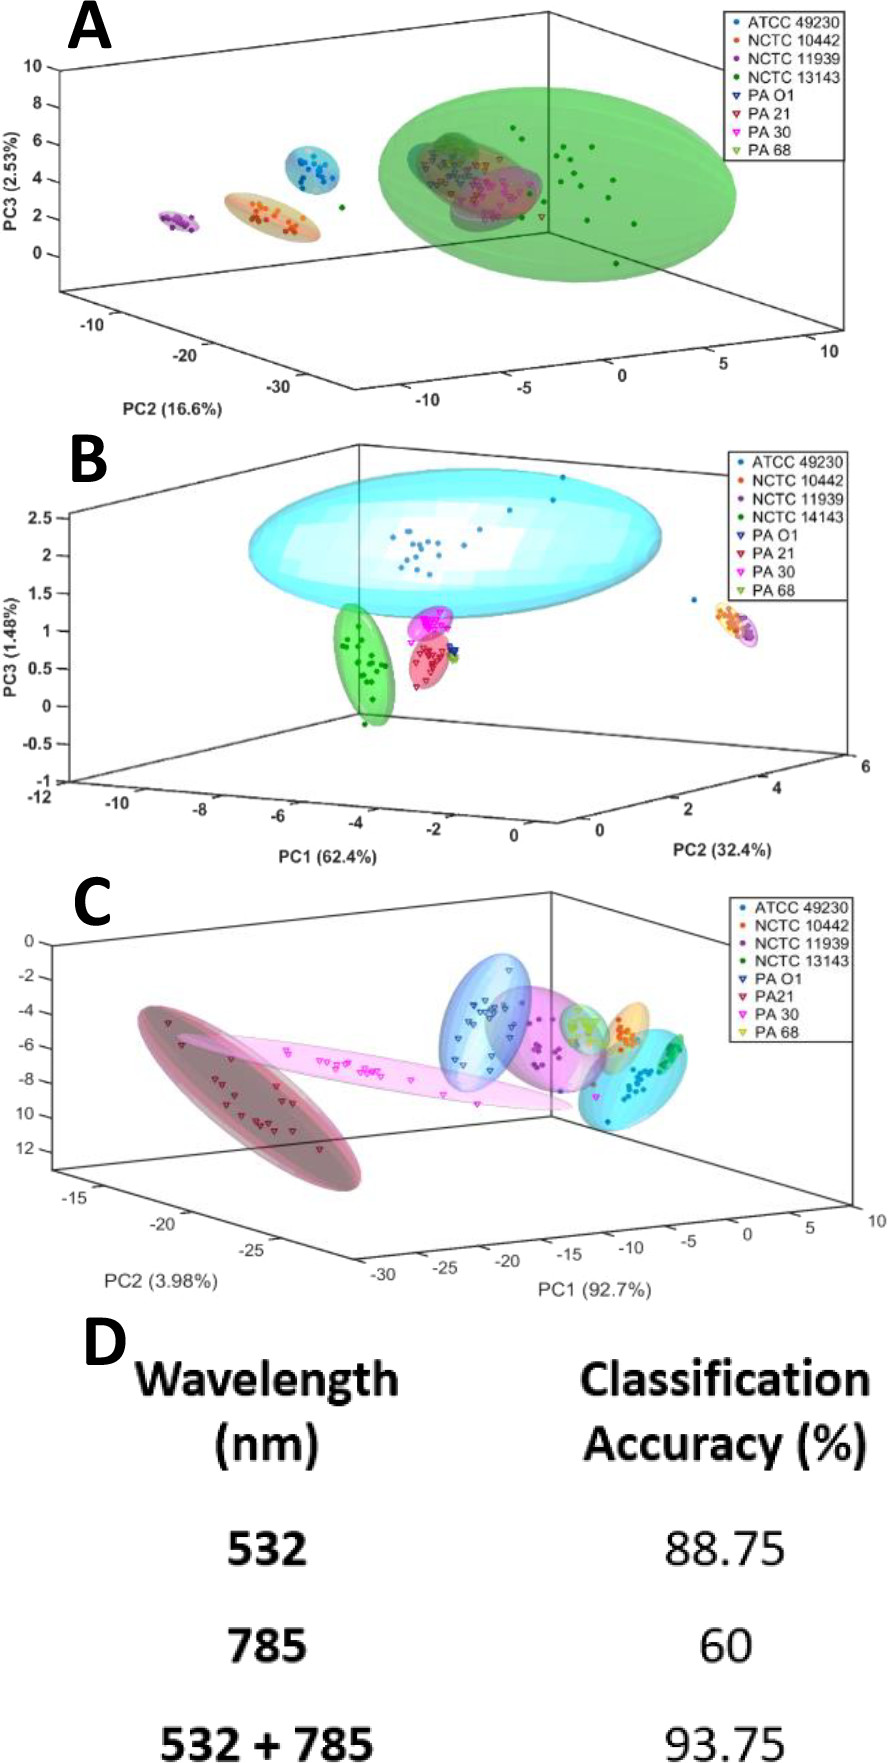 A
ATCC 49230
NCTC 10442
NCTC 11939
NCTC 13143
PA O1
PA 21
PA 30
PA 68
PC3 (2.53%)
10
8
6
4
2
0
-10
-20
-30
PC2 (16.6%)
-10
-5
0
5
10
B
ATCC 49230
NCTC 10442
NCTC 11939
NCTC 14143
PA O1
PA 21
PA 30
PA 68
PC3 (1.48%)
2.5
2
1.5
1
0.5
0
-0.5
-1
-12
-10
-8
-6
-4
-2
0
PC1 (62.4%)
0
2
4
6
PC2 (32.4%)
C
ATCC 49230
NCTC 10442
NCTC 11939
NCTC 13143
PA O1
PA21
PA 30
PA 68
0
-2
-4
-6
-8
10
12
-15
-20
-25
PC2 (3.98%)
-30
-25
-20
-15
-10
-5
0
5
10
PC1 (92.7%)
D
Wavelength
(nm)
Classification
Accuracy (%)
532
88.75
785
60
532 + 785
93.75